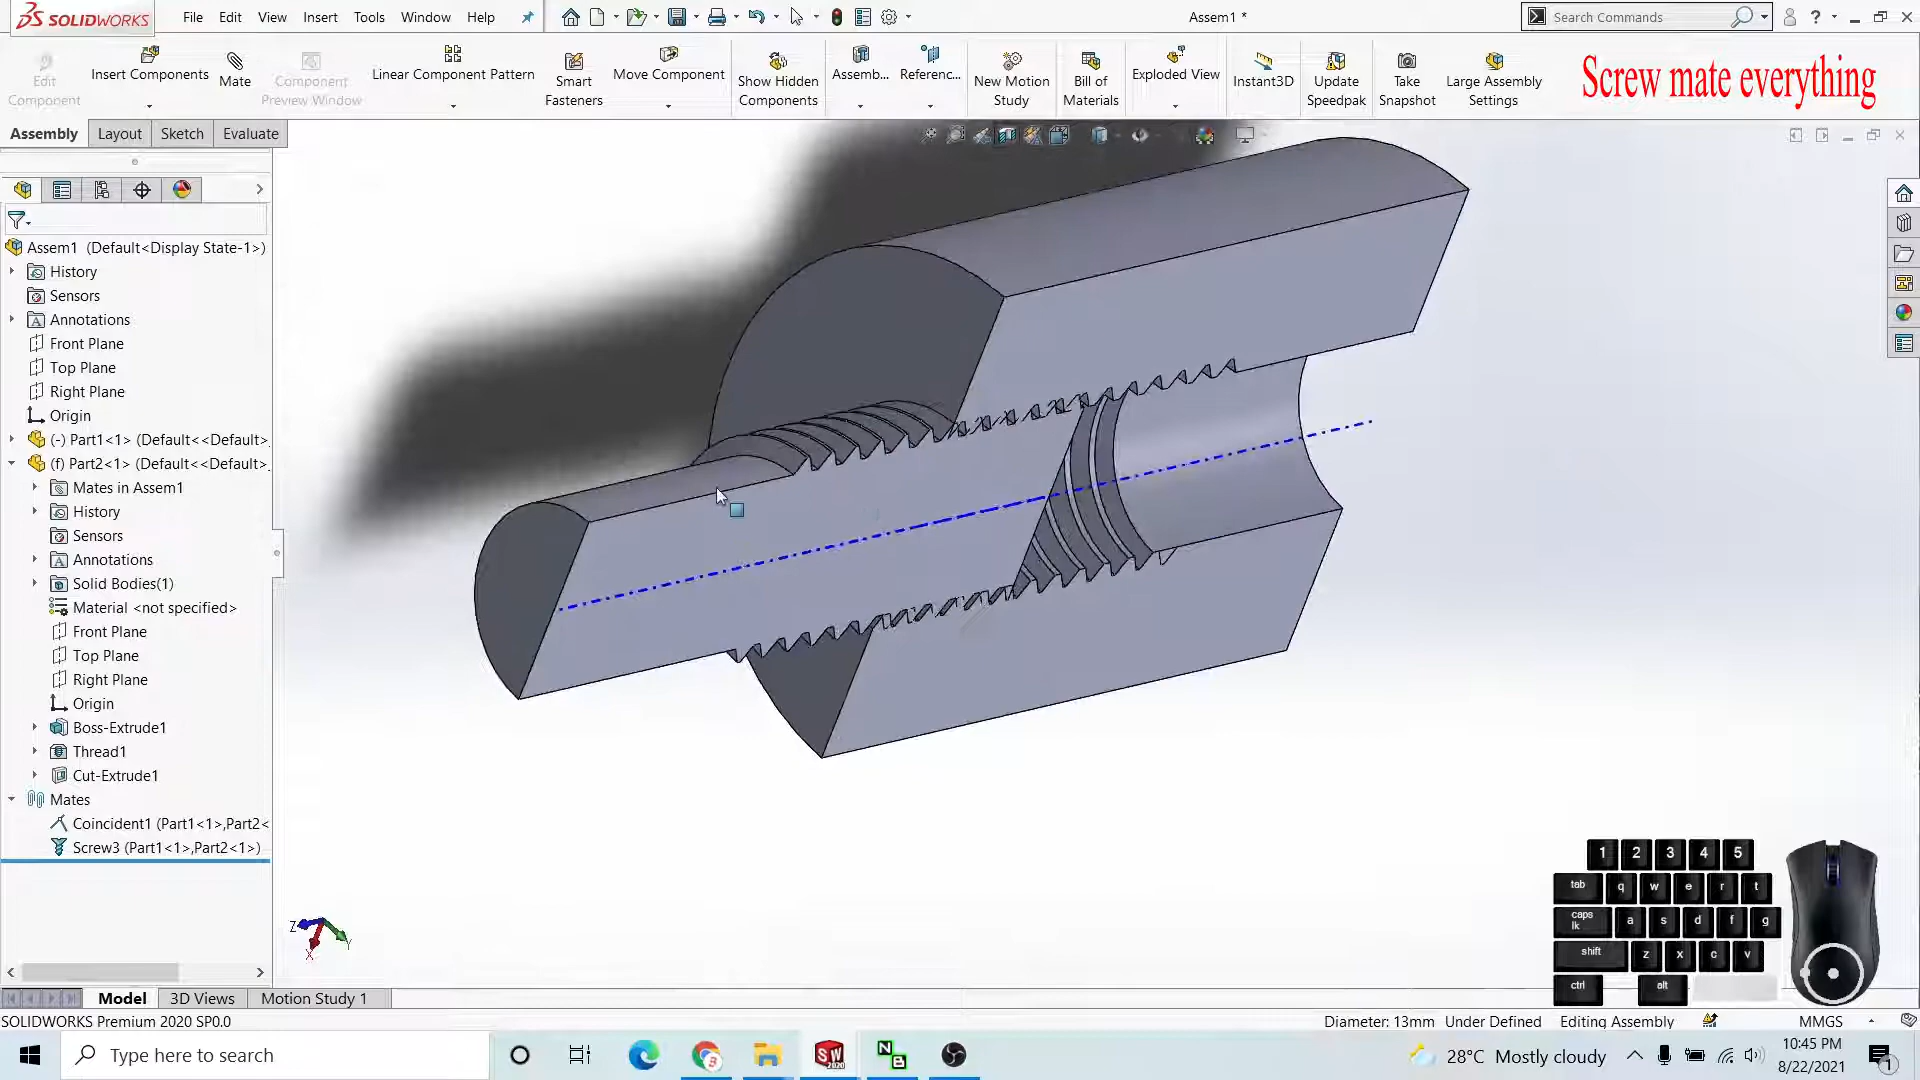 SOLIDWORKS
File Edit View Insert Tools Window Help
Assem1 *
Search Commands
Edit Component
Insert Components
Mate
Component Preview Window
Linear Component Pattern
Smart Fasteners
Move Component
Show Hidden Components
Assemb...
Referenc...
New Motion Study
Bill of Materials
Exploded View
Instant3D
Update Speedpak
Take Snapshot
Large Assembly Settings
Screw mate everything
Assembly Layout Sketch Evaluate
Assem1 (Default<Display State-1>)
History
Sensors
Annotations
Front Plane
Top Plane
Right Plane
Origin
(-) Part1<1> (Default<<Default>
(f) Part2<1> (Default<<Default>
Mates in Assem1
History
Sensors
Annotations
Solid Bodies(1)
Material <not specified>
Front Plane
Top Plane
Right Plane
Origin
Boss-Extrude1
Thread1
Cut-Extrude1
Mates
Coincident1 (Part1<1>,Part2<
Screw3 (Part1<1>,Part2<1>)
Z
Y
X
1 2 3 4 5
tab q w e r t
caps lk a s d f g
shift z x c v
ctrl alt
Model 3D Views Motion Study 1
SOLIDWORKS Premium 2020 SP0.0
Diameter: 13mm Under Defined Editing Assembly MMGS
Type here to search
SW 2020
N B
28°C Mostly cloudy
10:45 PM
8/22/2021
1